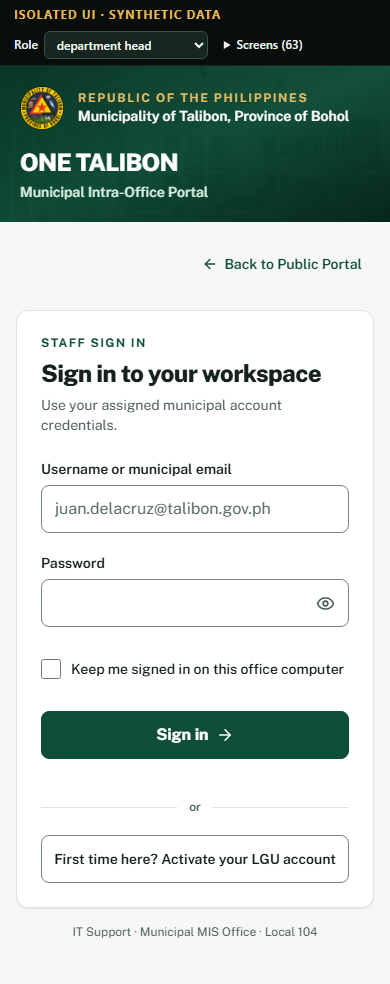 ISOLATED UI · SYNTHETIC DATA
Role department head ▶ Screens (63)
REPUBLIC OF THE PHILIPPINES
Municipality of Talibon, Province of Bohol
ONE TALIBON
Municipal Intra-Office Portal
← Back to Public Portal
STAFF SIGN IN
Sign in to your workspace
Use your assigned municipal account
credentials.
Username or municipal email
juan.delacruz@talibon.gov.ph
Password
Keep me signed in on this office computer
Sign in →
or
First time here? Activate your LGU account
IT Support · Municipal MIS Office · Local 104